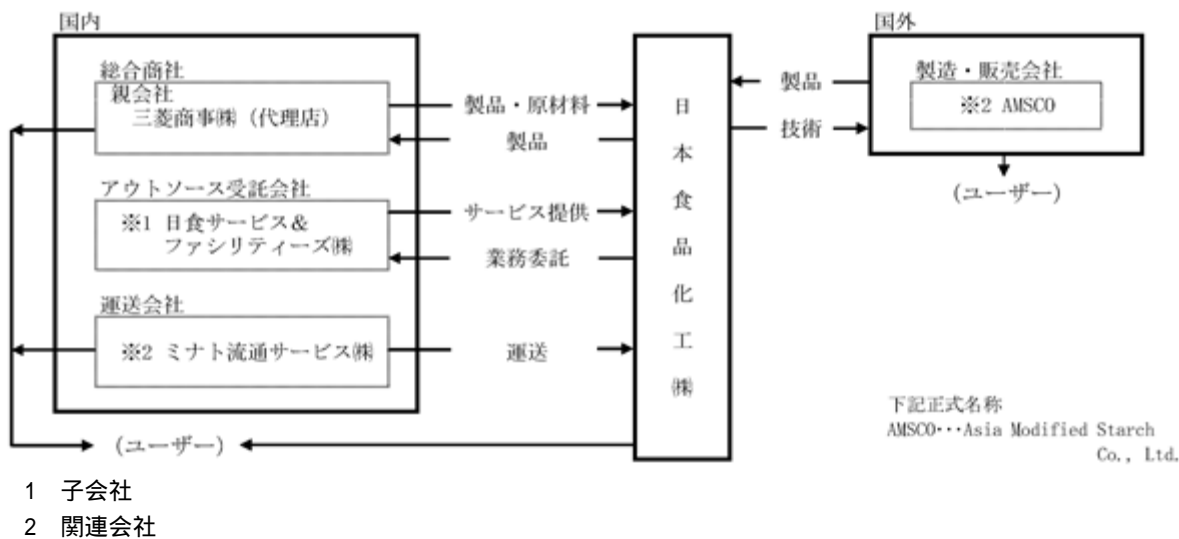 国内
国外
総合商社
親会社
三菱商事㈱（代理店）
製品・原材料
製品
アウトソース受託会社
※1 日食サービス＆
ファシリティーズ㈱
サービス提供
業務委託
運送会社
※2 ミナト流通サービス㈱
運送
（ユーザー）
日本食品化工㈱
製品
技術
製造・販売会社
※2 AMSCO
（ユーザー）
下記正式名称
AMSCO･･･Asia Modified Starch
Co., Ltd.
1 子会社
2 関連会社